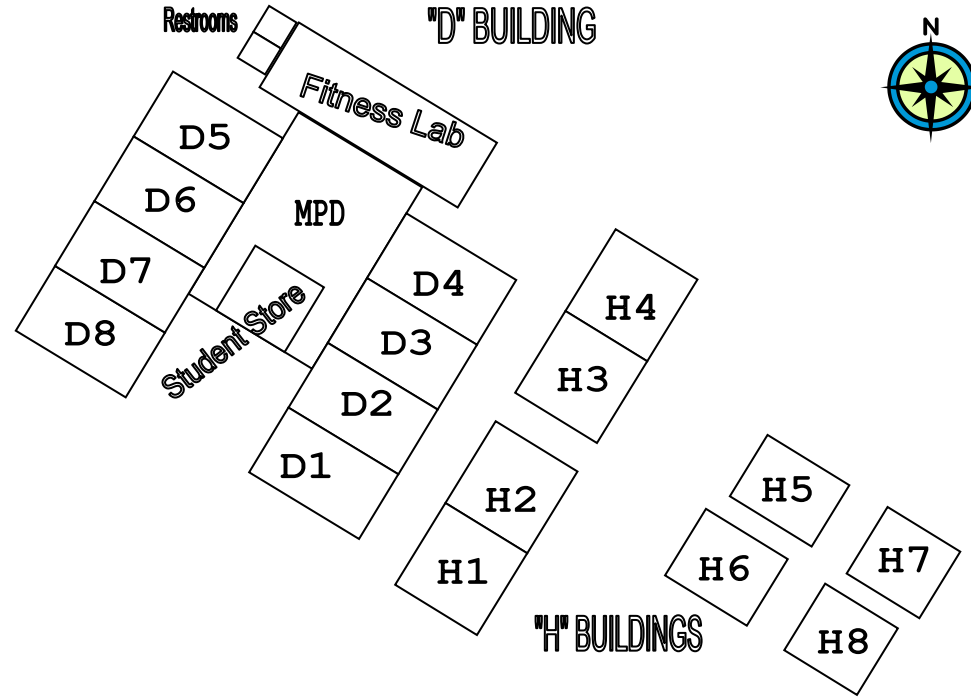 Restrooms
"D" BUILDING
N
Fitness Lab
D5
D6
MPD
D7
D4
Student Store
D8
D3
D2
D1
H4
H3
H2
H1
H5
H6
H7
H8
"H" BUILDINGS